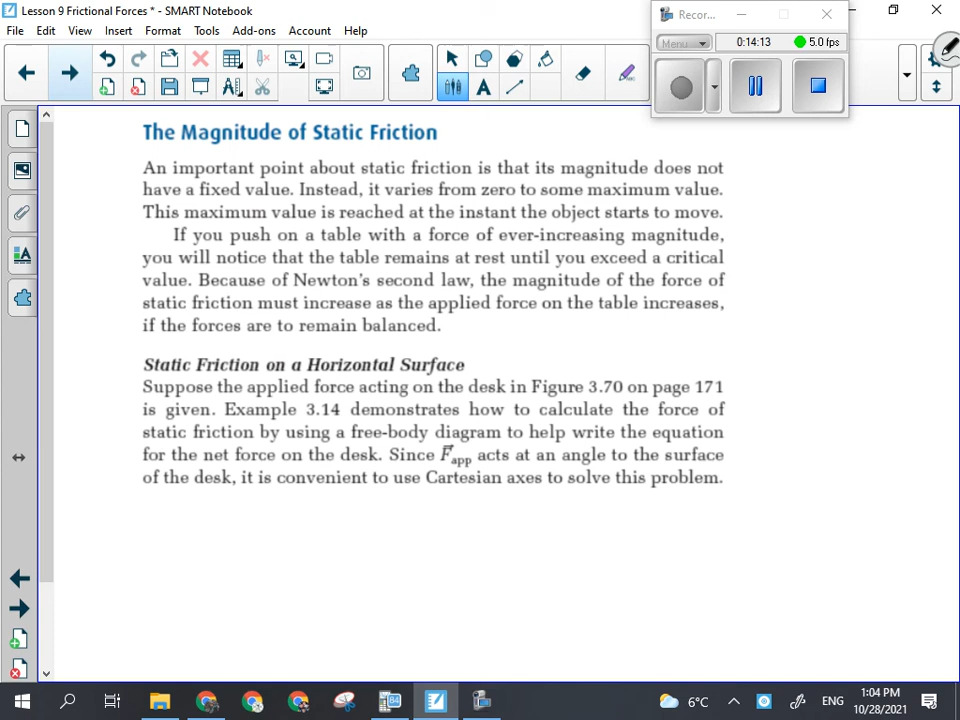 Lesson 9 Frictional Forces * - SMART Notebook
Recor...
File Edit View Insert Format Tools Add-ons Account Help
Menu
0:14:13
5.0 fps
The Magnitude of Static Friction
An important point about static friction is that its magnitude does not
have a fixed value. Instead, it varies from zero to some maximum value.
This maximum value is reached at the instant the object starts to move.
If you push on a table with a force of ever-increasing magnitude,
you will notice that the table remains at rest until you exceed a critical
value. Because of Newton's second law, the magnitude of the force of
static friction must increase as the applied force on the table increases,
if the forces are to remain balanced.
Static Friction on a Horizontal Surface
Suppose the applied force acting on the desk in Figure 3.70 on page 171
is given. Example 3.14 demonstrates how to calculate the force of
static friction by using a free-body diagram to help write the equation
for the net force on the desk. Since F⃗app acts at an angle to the surface
of the desk, it is convenient to use Cartesian axes to solve this problem.
6°C
ENG
1:04 PM
10/28/2021